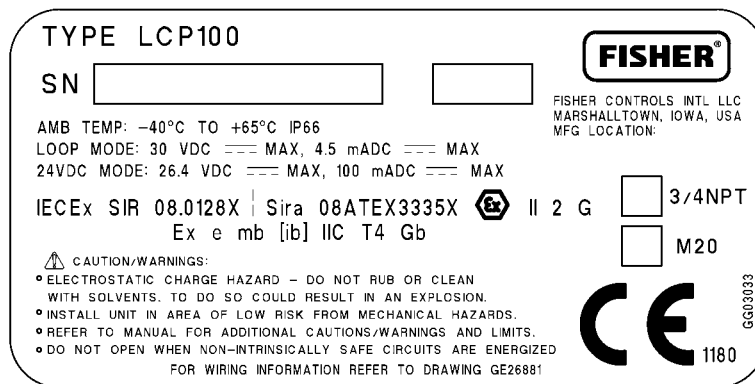 TYPE LCP100
SN
FISHER®
FISHER CONTROLS INTL LLC
MARSHALLTOWN, IOWA, USA
MFG LOCATION:
AMB TEMP: -40°C TO +65°C IP66
LOOP MODE: 30 VDC ⎓ MAX, 4.5 mADC ⎓ MAX
24VDC MODE: 26.4 VDC ⎓ MAX, 100 mADC ⎓ MAX
IECEx SIR 08.0128X | Sira 08ATEX3335X Ex II 2 G
Ex e mb [ib] IIC T4 Gb
3/4NPT
M20
⚠ CAUTION/WARNINGS:
° ELECTROSTATIC CHARGE HAZARD – DO NOT RUB OR CLEAN
WITH SOLVENTS. TO DO SO COULD RESULT IN AN EXPLOSION.
° INSTALL UNIT IN AREA OF LOW RISK FROM MECHANICAL HAZARDS.
° REFER TO MANUAL FOR ADDITIONAL CAUTIONS/WARNINGS AND LIMITS.
° DO NOT OPEN WHEN NON–INTRINSICALLY SAFE CIRCUITS ARE ENERGIZED
FOR WIRING INFORMATION REFER TO DRAWING GE26881
CE 1180
GG03033